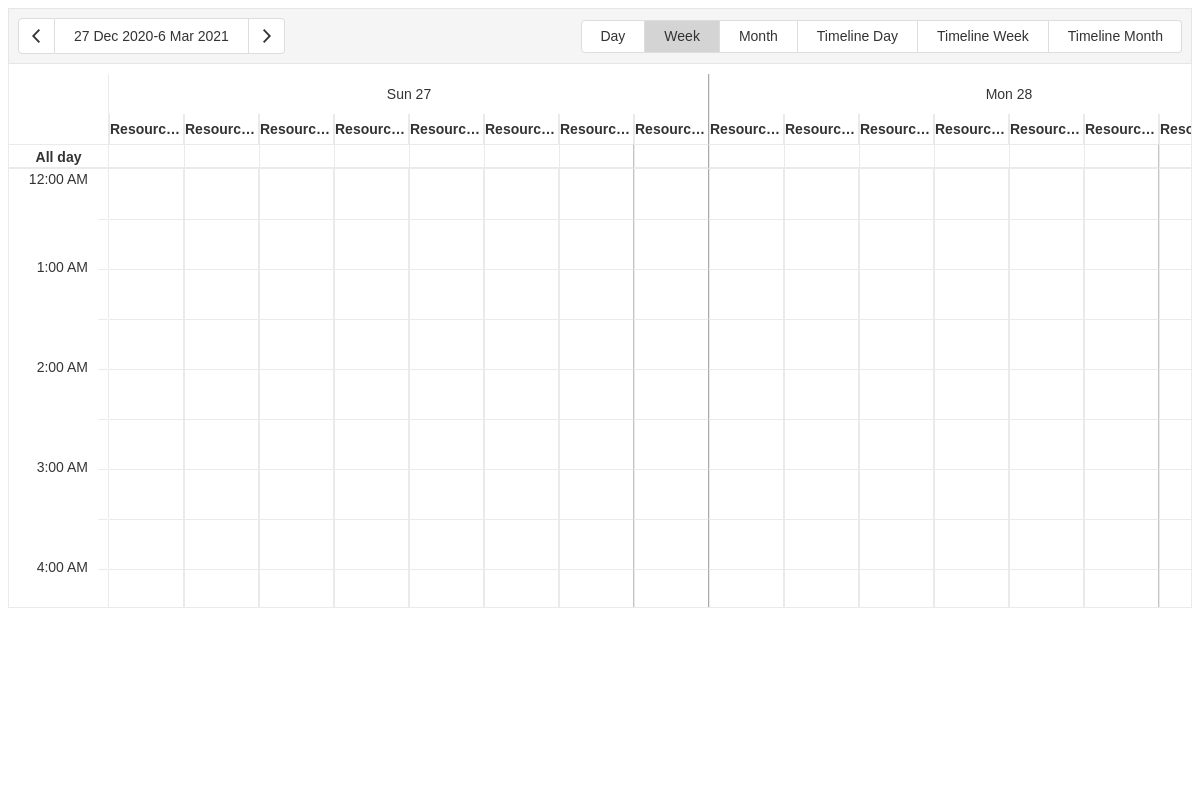 27 Dec 2020-6 Mar 2021 Day Week Month Timeline Day Timeline Week Timeline Month
Sun 27 Mon 28
Resourc... Resourc... Resourc... Resourc... Resourc... Resourc... Resourc... Resourc... Resourc... Resourc... Resourc... Resourc... Resourc... Resourc... Resc
All day
12:00 AM
1:00 AM
2:00 AM
3:00 AM
4:00 AM